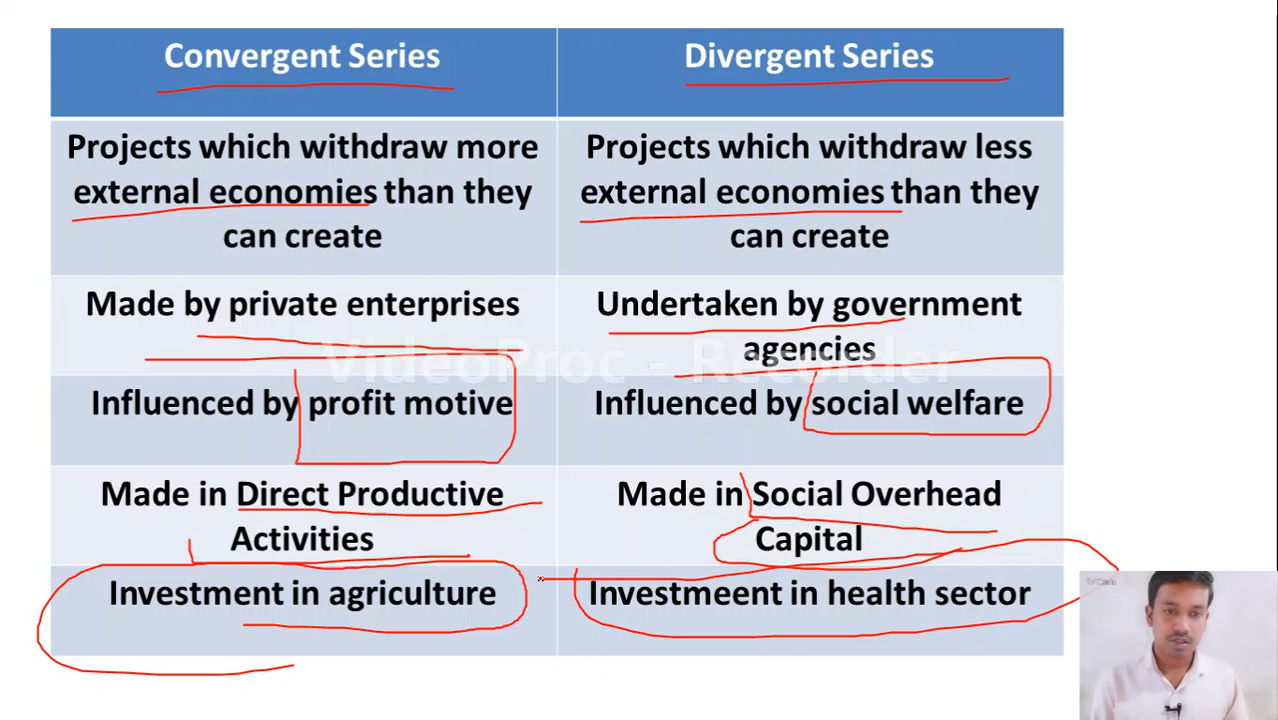 Convergent Series
Divergent Series
Projects which withdraw more
external economies than they
can create
Projects which withdraw less
external economies than they
can create
Made by private enterprises
Undertaken by government
agencies
VideoProc - Recorder
Influenced by profit motive
Influenced by social welfare
Made in Direct Productive
Activities
Made in Social Overhead
Capital
Investment in agriculture
Investmeent in health sector